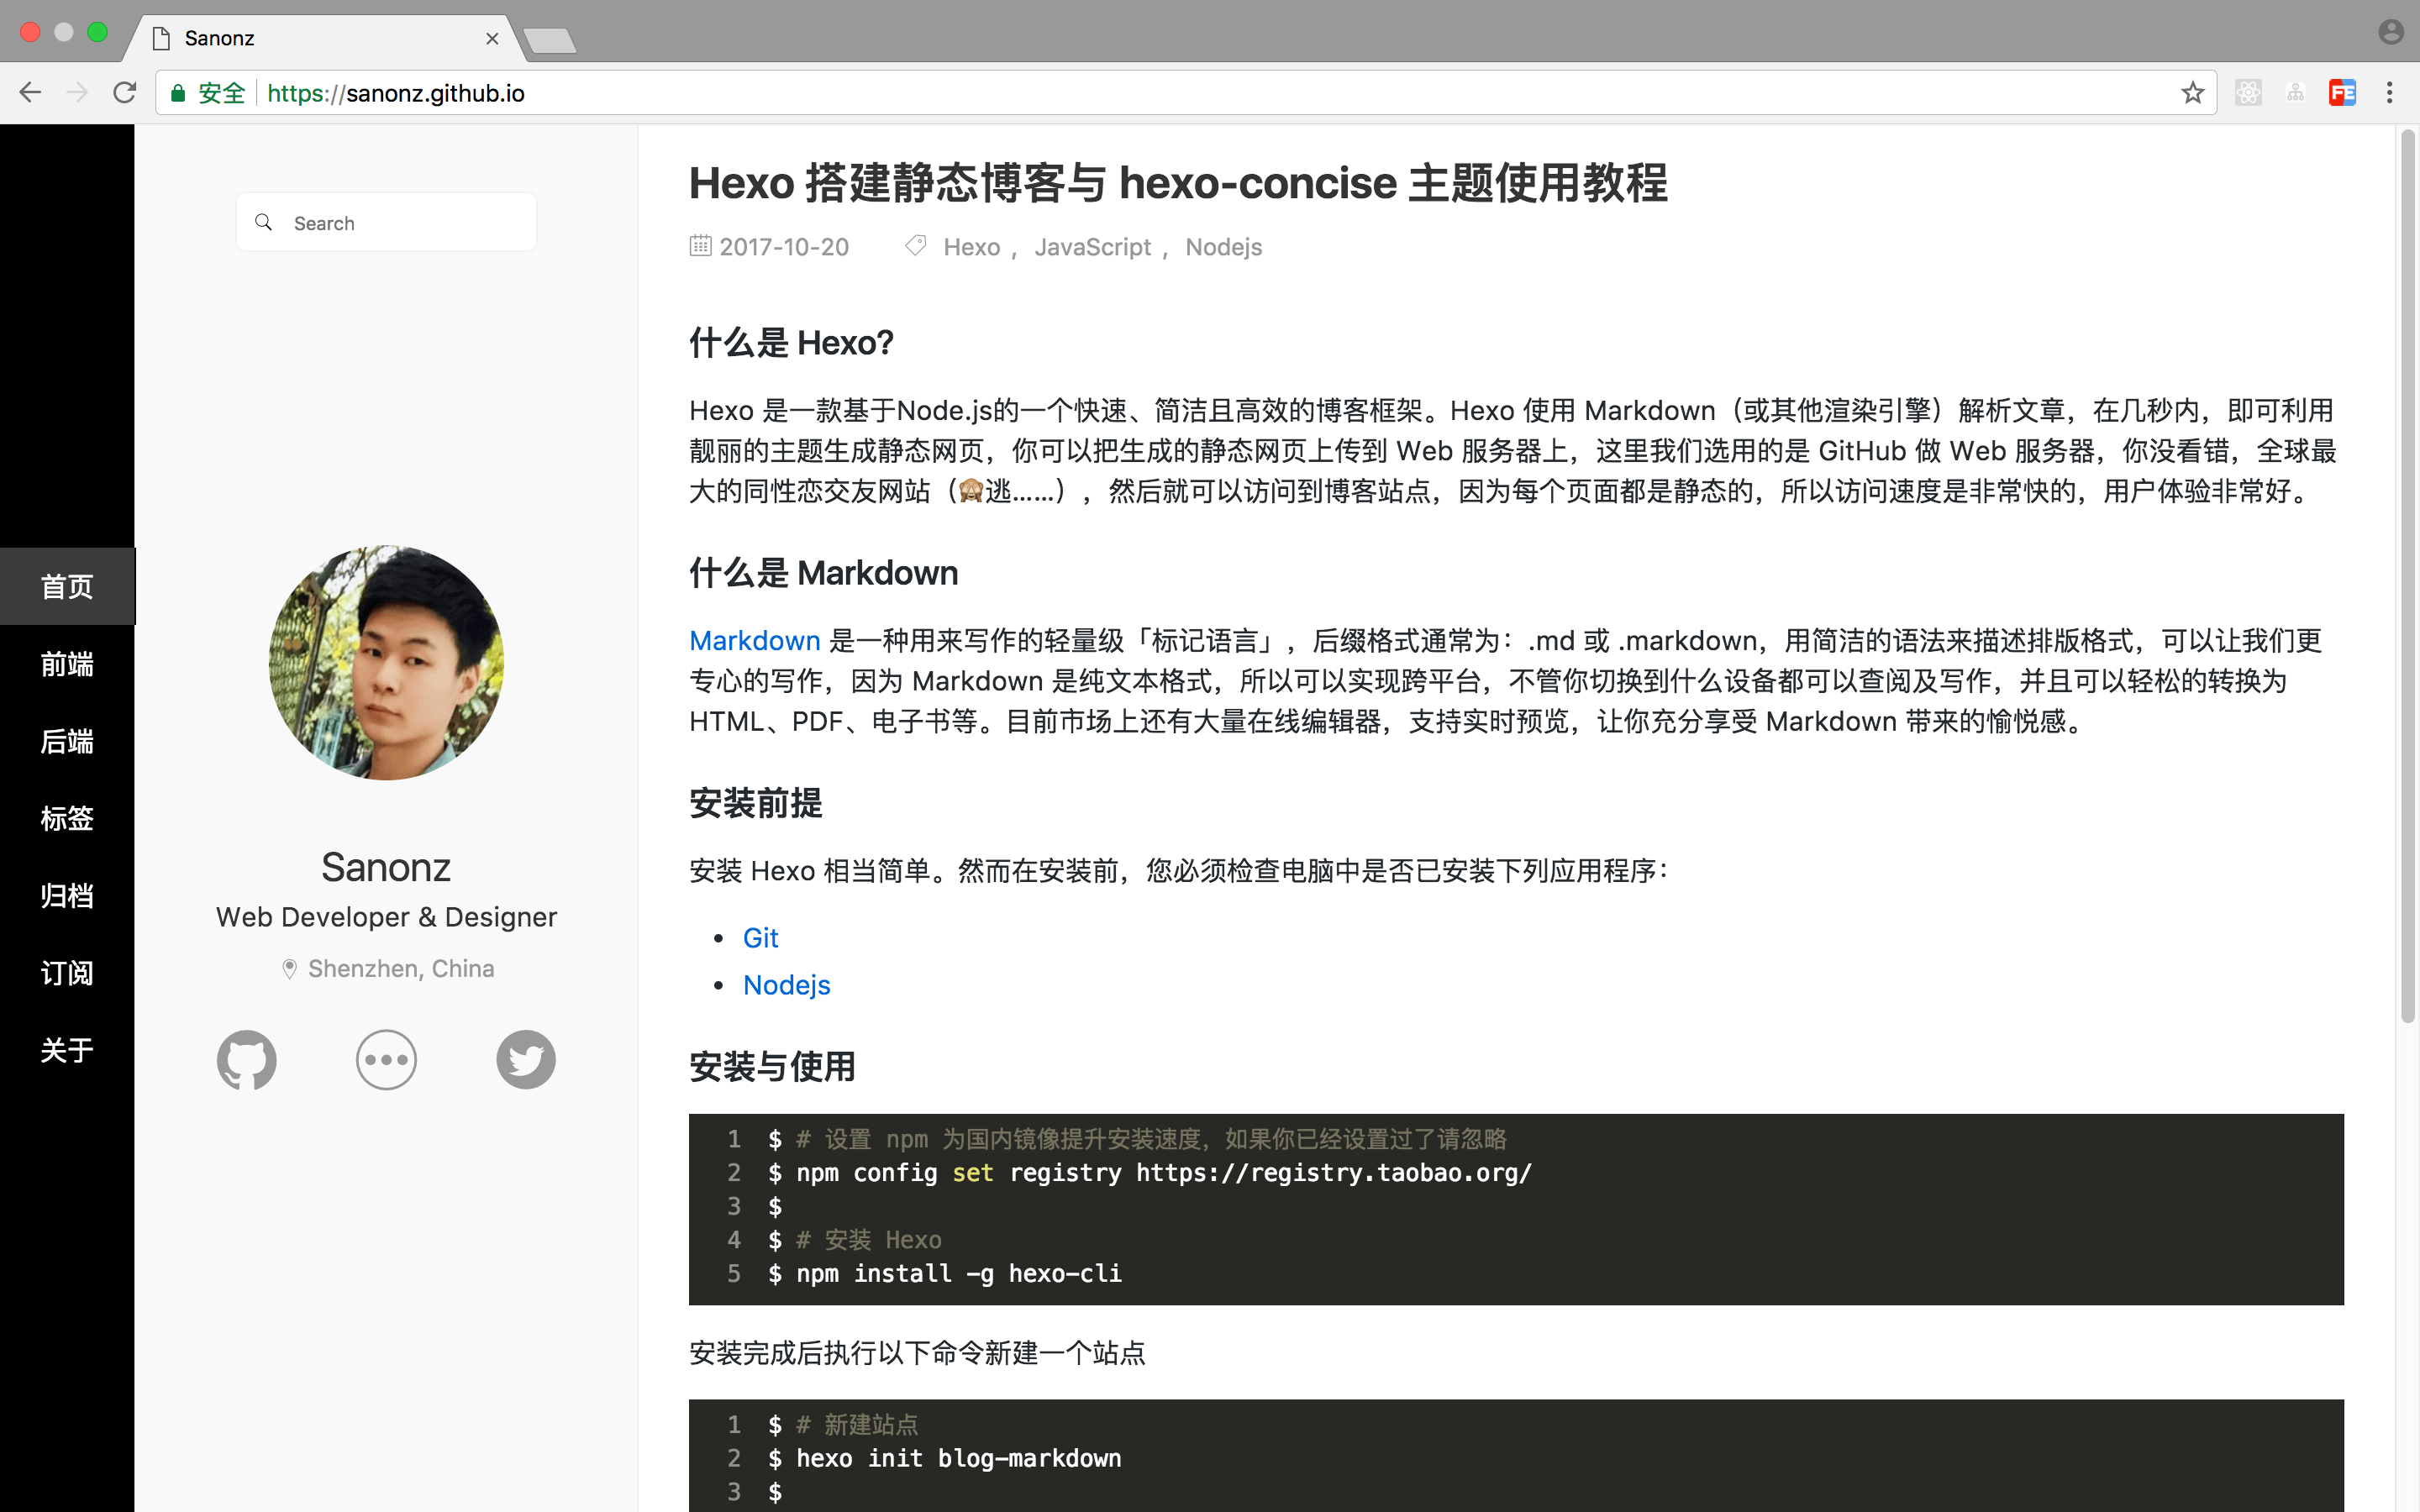 Sanonz
安全 https://sanonz.github.io
FE
Search
首页
前端
后端
标签
归档
订阅
关于
Sanonz
Web Developer & Designer
Shenzhen, China
Hexo 搭建静态博客与 hexo-concise 主题使用教程
2017-10-20 Hexo , JavaScript , Nodejs
什么是 Hexo?
Hexo 是一款基于Node.js的一个快速、简洁且高效的博客框架。Hexo 使用 Markdown（或其他渲染引擎）解析文章，在几秒内，即可利用
靓丽的主题生成静态网页，你可以把生成的静态网页上传到 Web 服务器上，这里我们选用的是 GitHub 做 Web 服务器，你没看错，全球最
大的同性恋交友网站（🙈逃……），然后就可以访问到博客站点，因为每个页面都是静态的，所以访问速度是非常快的，用户体验非常好。
什么是 Markdown
Markdown 是一种用来写作的轻量级「标记语言」，后缀格式通常为：.md 或 .markdown，用简洁的语法来描述排版格式，可以让我们更
专心的写作，因为 Markdown 是纯文本格式，所以可以实现跨平台，不管你切换到什么设备都可以查阅及写作，并且可以轻松的转换为
HTML、PDF、电子书等。目前市场上还有大量在线编辑器，支持实时预览，让你充分享受 Markdown 带来的愉悦感。
安装前提
安装 Hexo 相当简单。然而在安装前，您必须检查电脑中是否已安装下列应用程序：
• Git
• Nodejs
安装与使用
1 $ # 设置 npm 为国内镜像提升安装速度，如果你已经设置过了请忽略
2 $ npm config set registry https://registry.taobao.org/
3 $
4 $ # 安装 Hexo
5 $ npm install -g hexo-cli
安装完成后执行以下命令新建一个站点
1 $ # 新建站点
2 $ hexo init blog-markdown
3 $